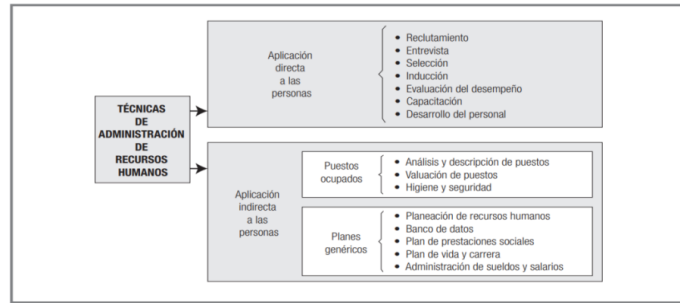 TÉCNICAS
DE
ADMINISTRACIÓN
DE
RECURSOS
HUMANOS
Aplicación
directa
a las
personas
• Reclutamiento
• Entrevista
• Selección
• Inducción
• Evaluación del desempeño
• Capacitación
• Desarrollo del personal
Aplicación
indirecta
a las
personas
Puestos
ocupados
• Análisis y descripción de puestos
• Valuación de puestos
• Higiene y seguridad
Planes
genéricos
• Planeación de recursos humanos
• Banco de datos
• Plan de prestaciones sociales
• Plan de vida y carrera
• Administración de sueldos y salarios